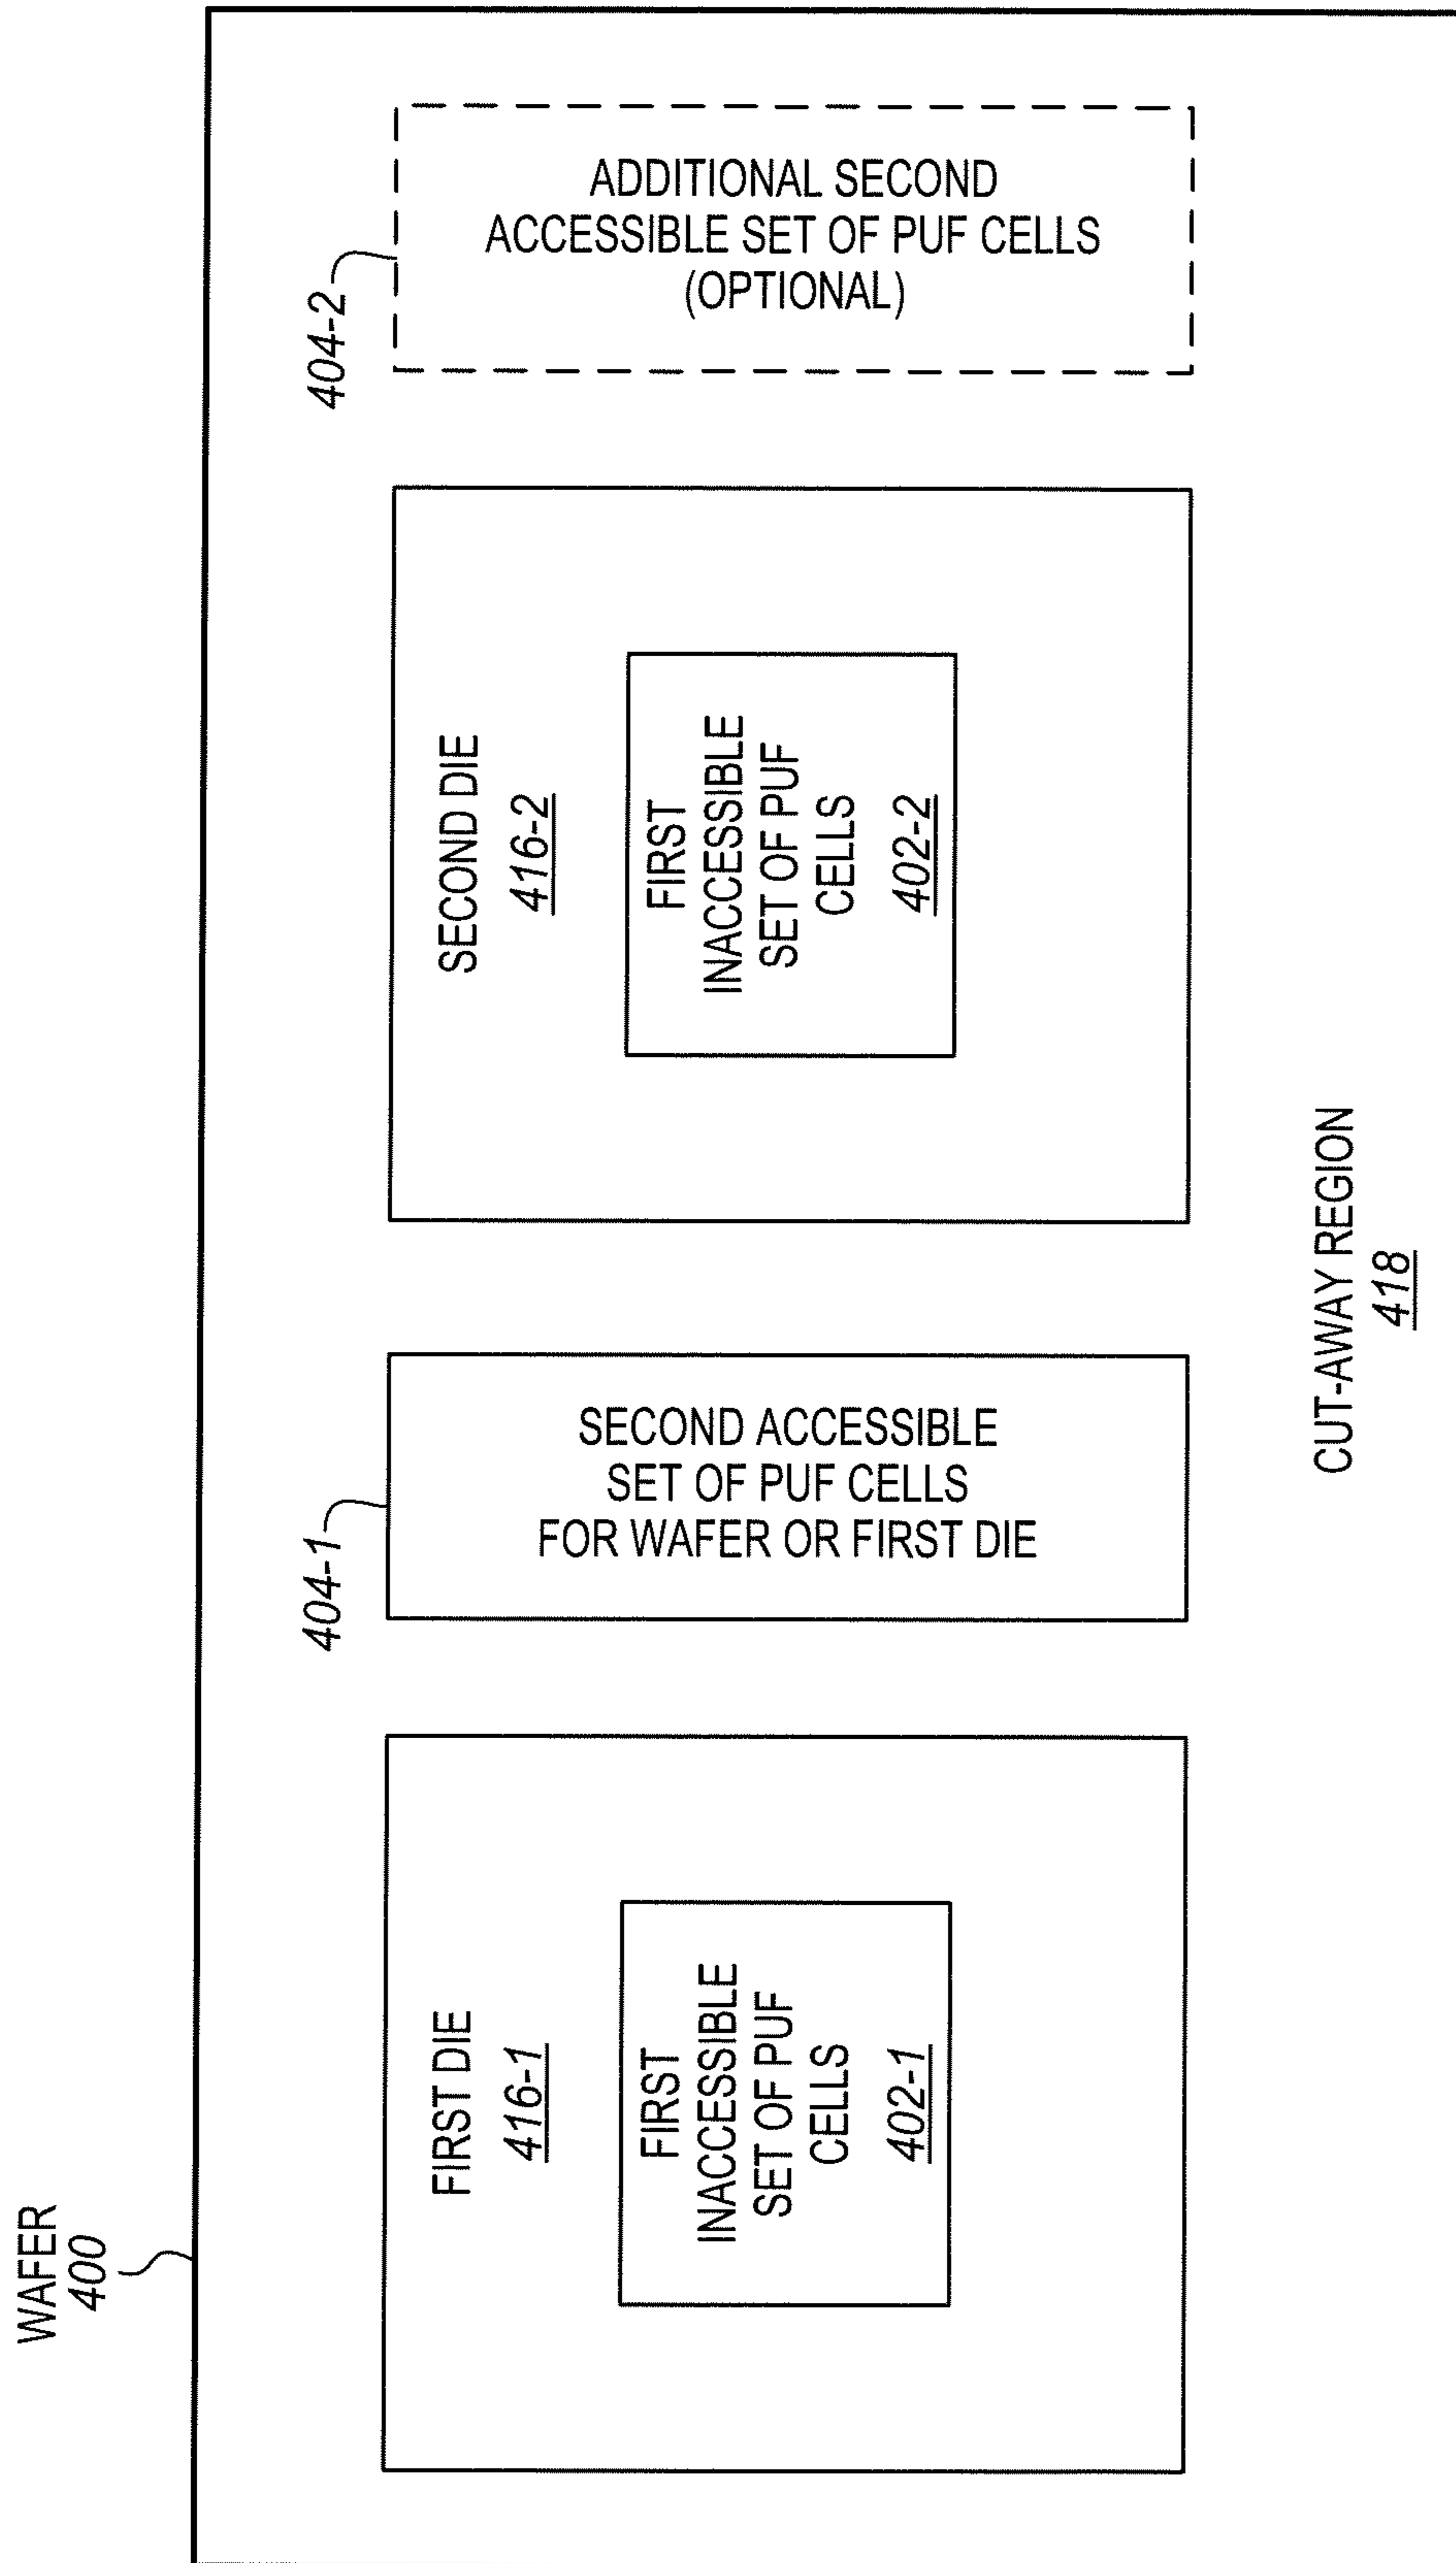 WAFER
400
FIRST DIE
416-1
FIRST
INACCESSIBLE
SET OF PUF
CELLS
402-1
404-1
SECOND ACCESSIBLE
SET OF PUF CELLS
FOR WAFER OR FIRST DIE
SECOND DIE
416-2
FIRST
INACCESSIBLE
SET OF PUF
CELLS
402-2
404-2
ADDITIONAL SECOND
ACCESSIBLE SET OF PUF CELLS
(OPTIONAL)
CUT-AWAY REGION
418